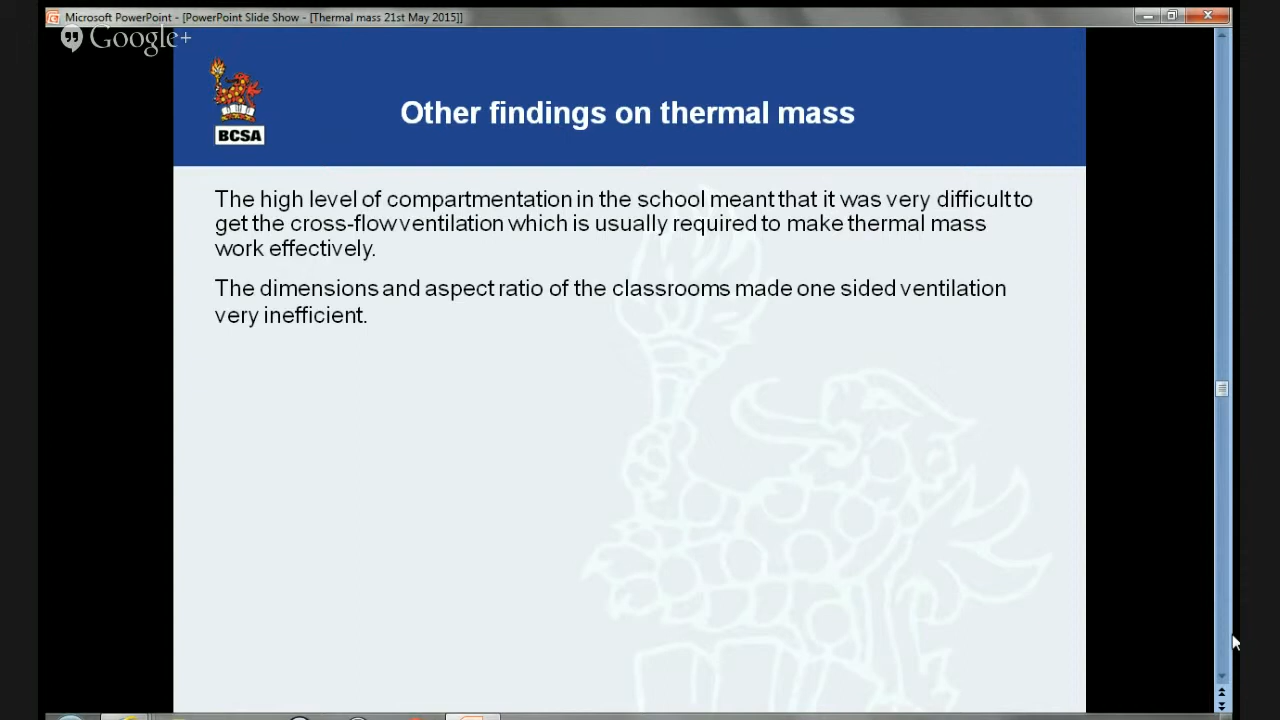 Microsoft PowerPoint - [PowerPoint Slide Show - [Thermal mass 21st May 2015]]
Google+
BCSA
Other findings on thermal mass
The high level of compartmentation in the school meant that it was very difficult to
get the cross-flow ventilation which is usually required to make thermal mass
work effectively.
The dimensions and aspect ratio of the classrooms made one sided ventilation
very inefficient.